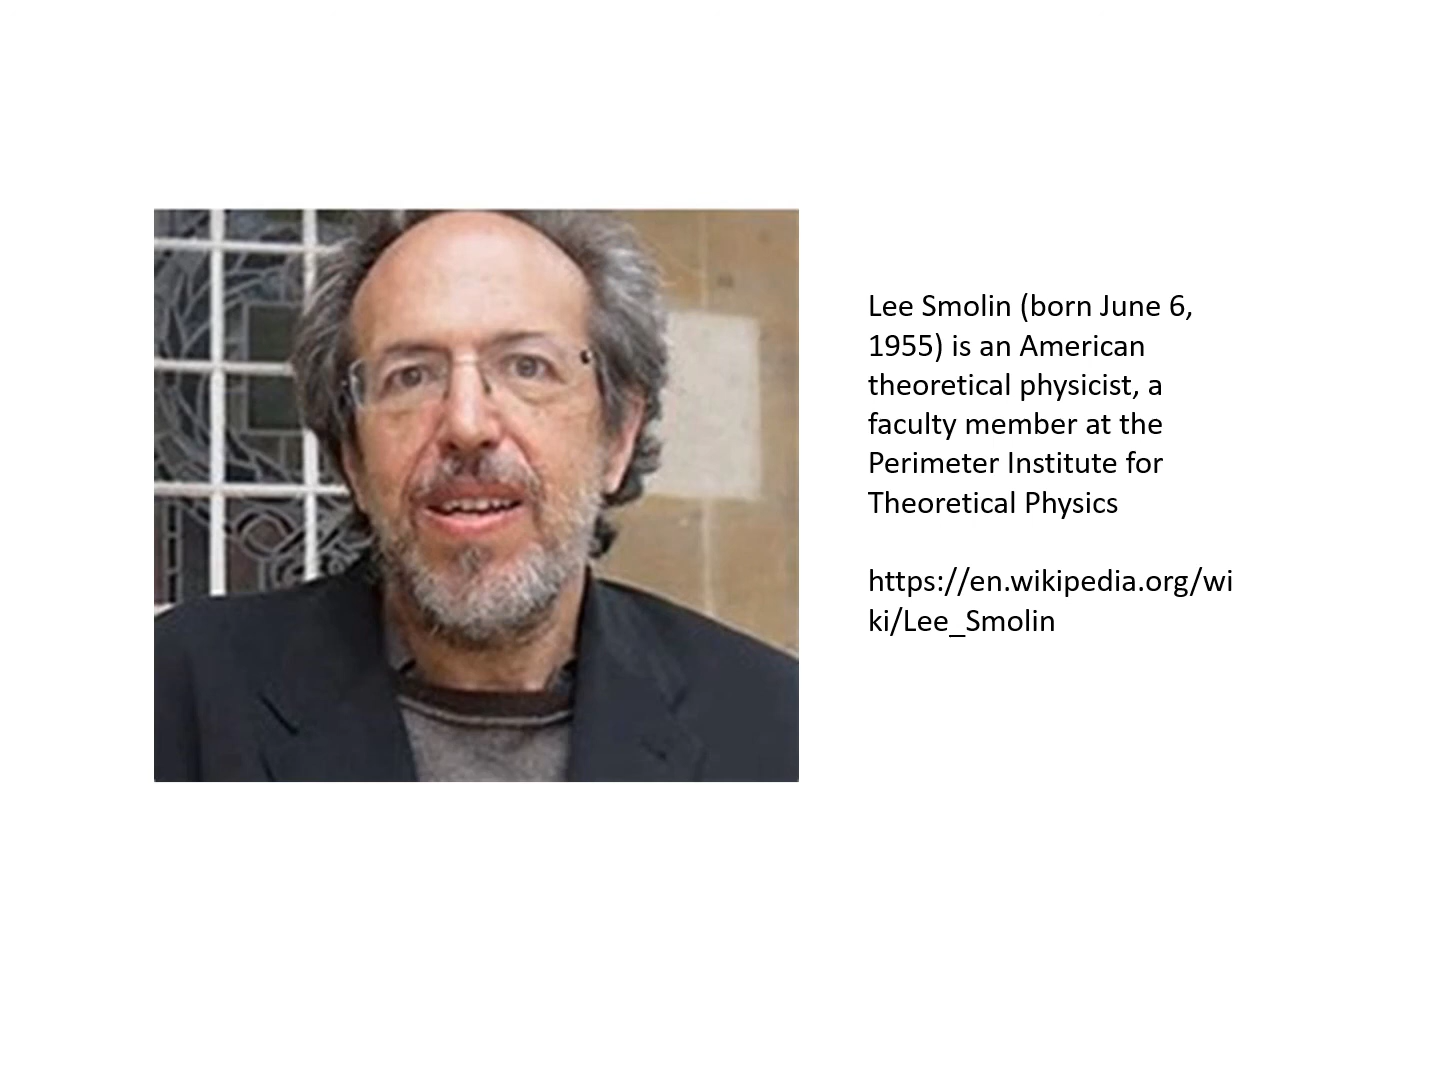 Lee Smolin (born June 6,
1955) is an American
theoretical physicist, a
faculty member at the
Perimeter Institute for
Theoretical Physics
https://en.wikipedia.org/wi
ki/Lee_Smolin